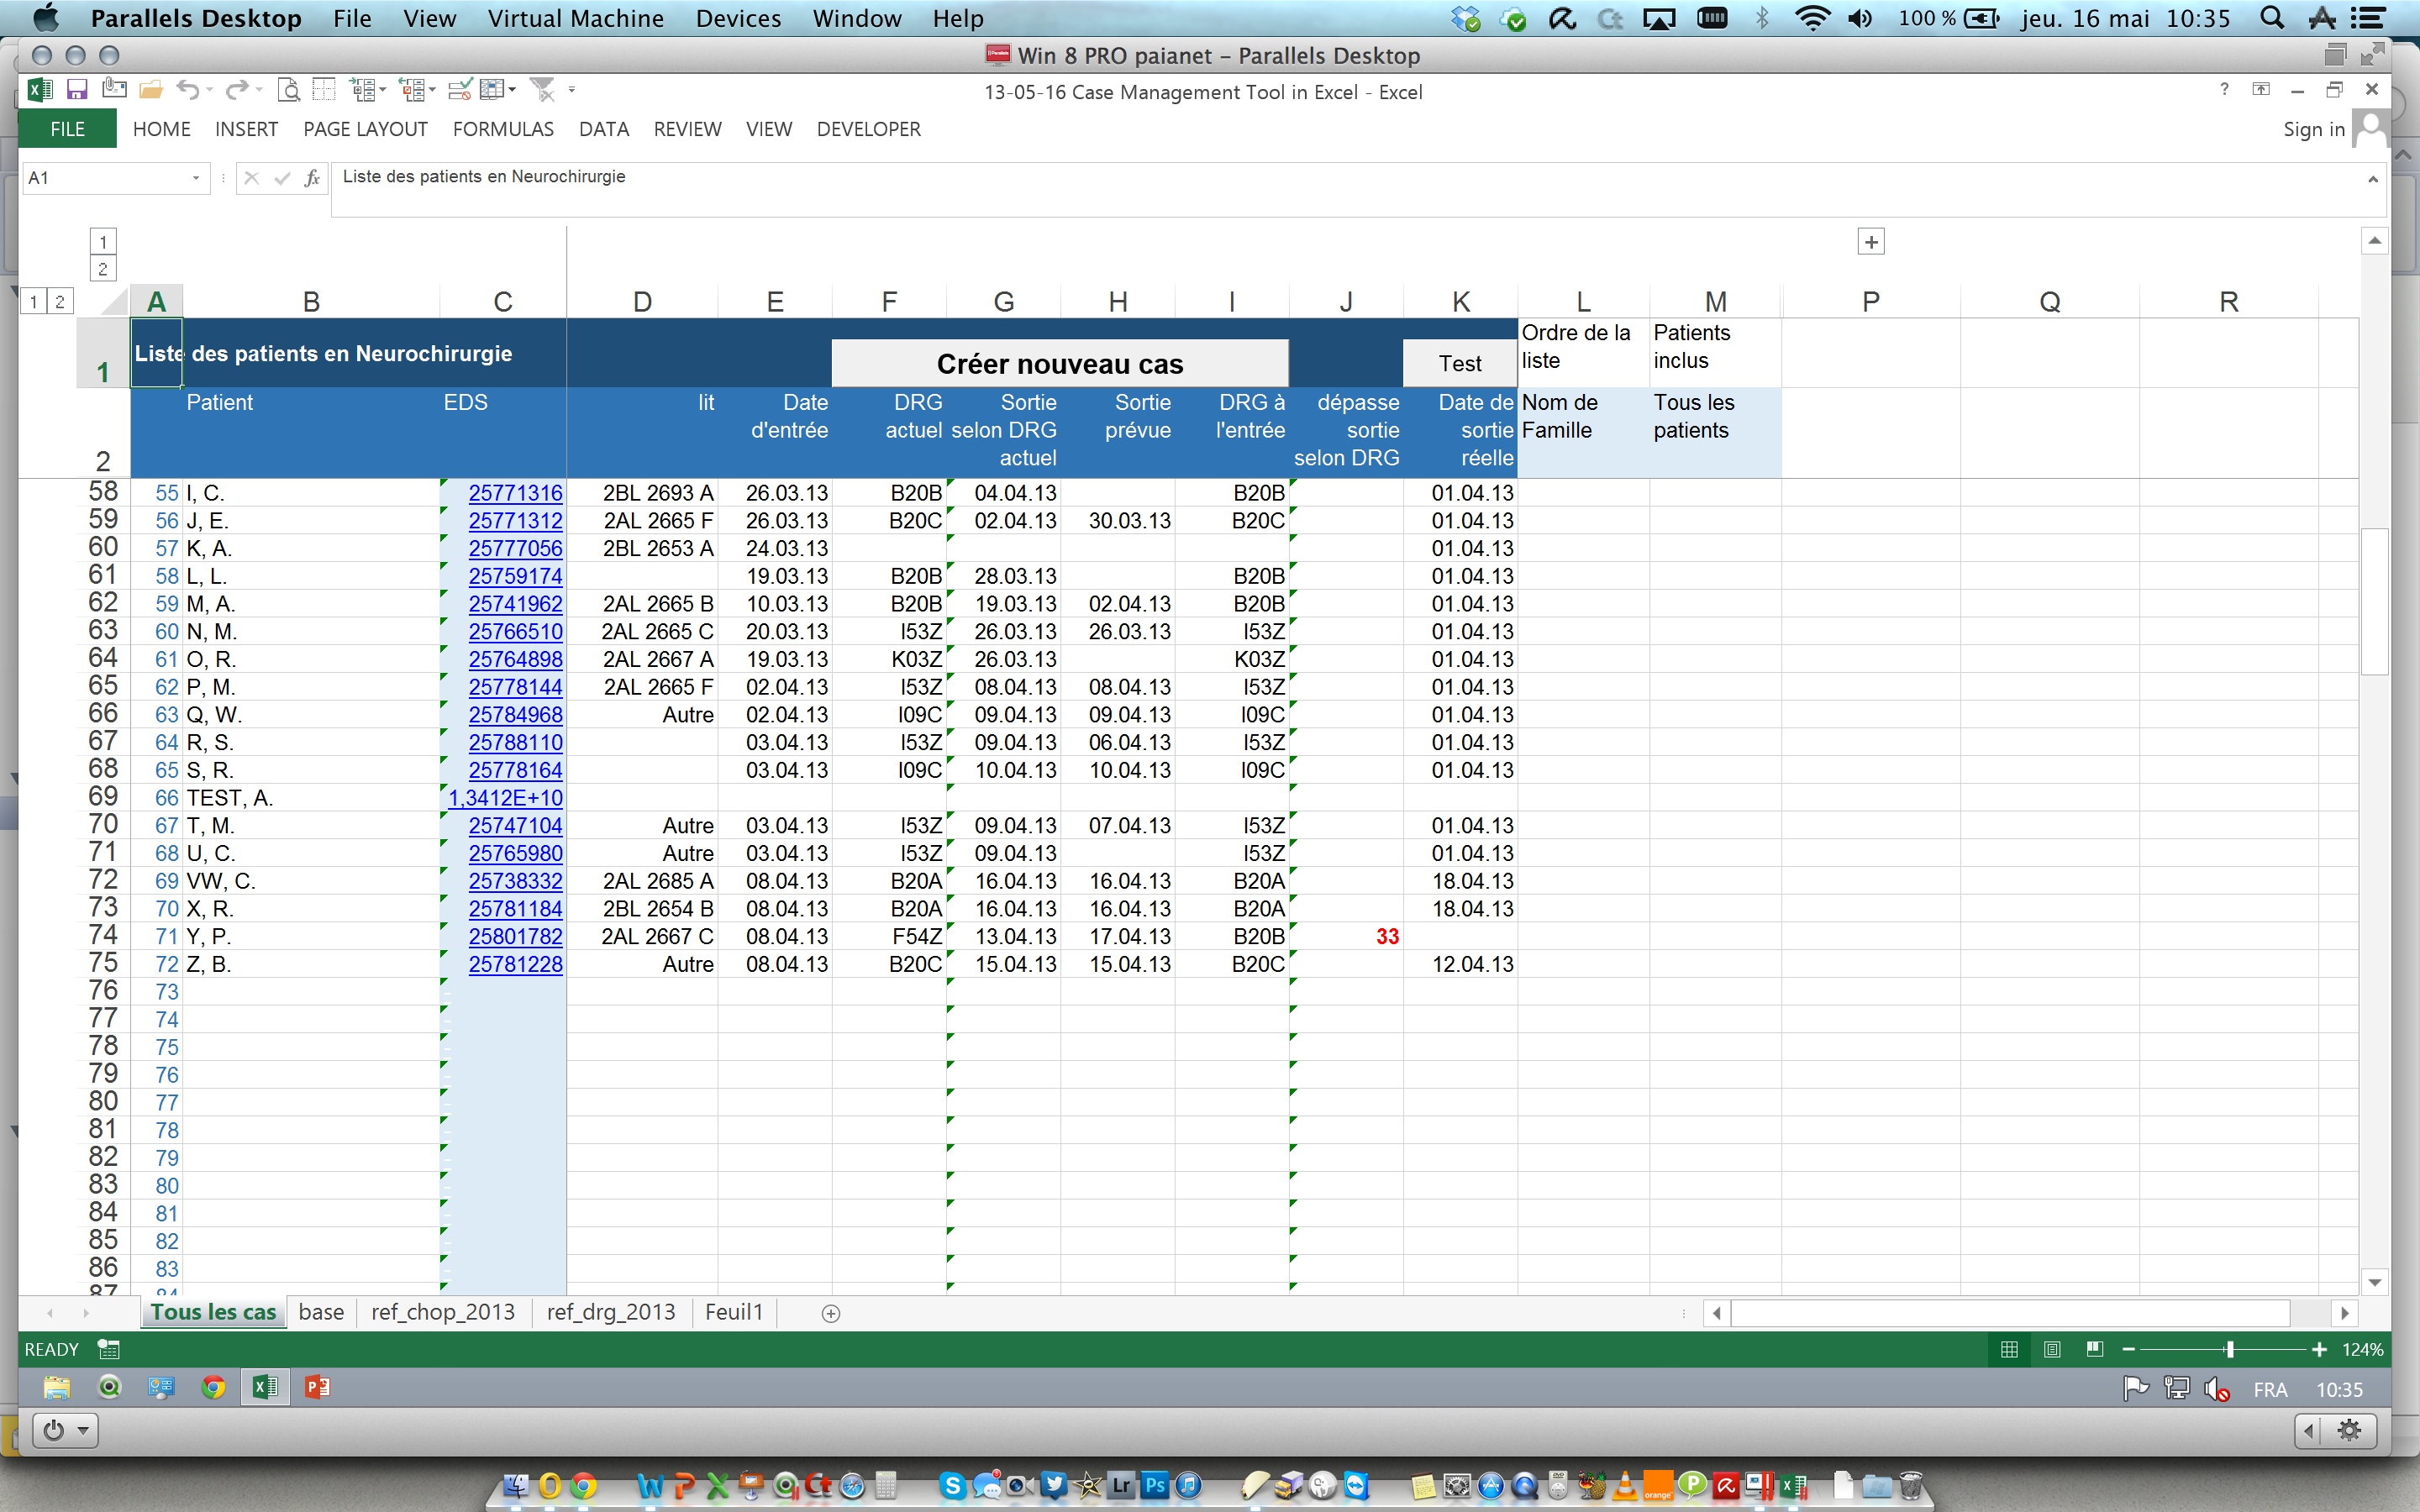 Parallels Desktop File View Virtual Machine Devices Window Help 100 % jeu. 16 mai 10:35
Win 8 PRO paianet – Parallels Desktop
13-05-16 Case Management Tool in Excel - Excel
FILE HOME INSERT PAGE LAYOUT FORMULAS DATA REVIEW VIEW DEVELOPER Sign in
A1 fx Liste des patients en Neurochirurgie
1
2
1 2 A B C D E F G H I J K L M P Q R
1 Liste des patients en Neurochirurgie Créer nouveau cas Test Ordre de la liste Patients inclus
2 Patient EDS lit Date d'entrée DRG actuel Sortie selon DRG actuel Sortie prévue DRG à l'entrée dépasse sortie selon DRG Date de sortie réelle Nom de Famille Tous les patients
58 55 I, C. 25771316 2BL 2693 A 26.03.13 B20B 04.04.13 B20B 01.04.13
59 56 J, E. 25771312 2AL 2665 F 26.03.13 B20C 02.04.13 30.03.13 B20C 01.04.13
60 57 K, A. 25777056 2BL 2653 A 24.03.13 01.04.13
61 58 L, L. 25759174 19.03.13 B20B 28.03.13 B20B 01.04.13
62 59 M, A. 25741962 2AL 2665 B 10.03.13 B20B 19.03.13 02.04.13 B20B 01.04.13
63 60 N, M. 25766510 2AL 2665 C 20.03.13 I53Z 26.03.13 26.03.13 I53Z 01.04.13
64 61 O, R. 25764898 2AL 2667 A 19.03.13 K03Z 26.03.13 K03Z 01.04.13
65 62 P, M. 25778144 2AL 2665 F 02.04.13 I53Z 08.04.13 08.04.13 I53Z 01.04.13
66 63 Q, W. 25784968 Autre 02.04.13 I09C 09.04.13 09.04.13 I09C 01.04.13
67 64 R, S. 25788110 03.04.13 I53Z 09.04.13 06.04.13 I53Z 01.04.13
68 65 S, R. 25778164 03.04.13 I09C 10.04.13 10.04.13 I09C 01.04.13
69 66 TEST, A. 1,3412E+10
70 67 T, M. 25747104 Autre 03.04.13 I53Z 09.04.13 07.04.13 I53Z 01.04.13
71 68 U, C. 25765980 Autre 03.04.13 I53Z 09.04.13 I53Z 01.04.13
72 69 VW, C. 25738332 2AL 2685 A 08.04.13 B20A 16.04.13 16.04.13 B20A 18.04.13
73 70 X, R. 25781184 2BL 2654 B 08.04.13 B20A 16.04.13 16.04.13 B20A 18.04.13
74 71 Y, P. 25801782 2AL 2667 C 08.04.13 F54Z 13.04.13 17.04.13 B20B 33
75 72 Z, B. 25781228 Autre 08.04.13 B20C 15.04.13 15.04.13 B20C 12.04.13
76 73
77 74
78 75
79 76
80 77
81 78
82 79
83 80
84 81
85 82
86 83
87 84
Tous les cas base ref_chop_2013 ref_drg_2013 Feuil1
READY 124%
FRA 10:35
Lr Ps
orange